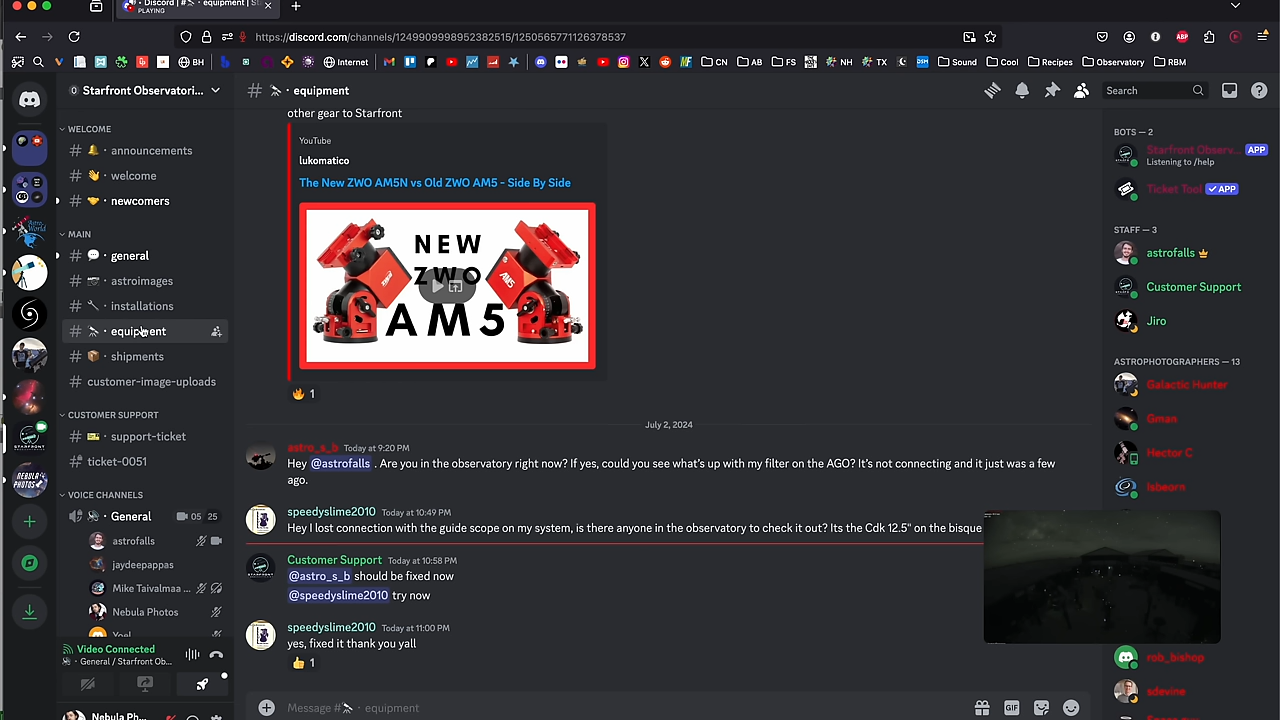 Discord | # · equipment | St
PLAYING
https://discord.com/channels/1249909998952382515/1250565771126378537
BH
Internet
CN
AB
FS
NH
TX
DSM
Sound
Cool
Recipes
Observatory
RBM
Starfront Observatori...
# · equipment
Search
WELCOME
# · announcements
# · welcome
# · newcomers
MAIN
# · general
# · astroimages
# · installations
# · equipment
# · shipments
# customer-image-uploads
CUSTOMER SUPPORT
# · support-ticket
# ticket-0051
VOICE CHANNELS
· General
05 25
astrofalls
jaydeepappas
Mike Taivalmaa ...
Nebula Photos
Yoel
Video Connected
· General / Starfront Ob...
Nebula Ph...
other gear to Starfront
YouTube
lukomatico
The New ZWO AM5N vs Old ZWO AM5 - Side By Side
NEW
ZWO
AM5
🔥 1
July 2, 2024
astro_s_b Today at 9:20 PM
Hey @astrofalls . Are you in the observatory right now? If yes, could you see what's up with my filter on the AGO? It's not connecting and it just was a few
ago.
speedyslime2010 Today at 10:49 PM
Hey I lost connection with the guide scope on my system, is there anyone in the observatory to check it out? Its the Cdk 12.5" on the bisque
Customer Support Today at 10:58 PM
@astro_s_b should be fixed now
@speedyslime2010 try now
speedyslime2010 Today at 11:00 PM
yes, fixed it thank you yall
👍 1
Message # · equipment
GIF
BOTS — 2
Starfront Observ... APP
Listening to /help
Ticket Tool ✓ APP
STAFF — 3
astrofalls
Customer Support
Jiro
ASTROPHOTOGRAPHERS — 13
Galactic Hunter
Gman
Hector C
Isbeorn
rob_bishop
sdevine